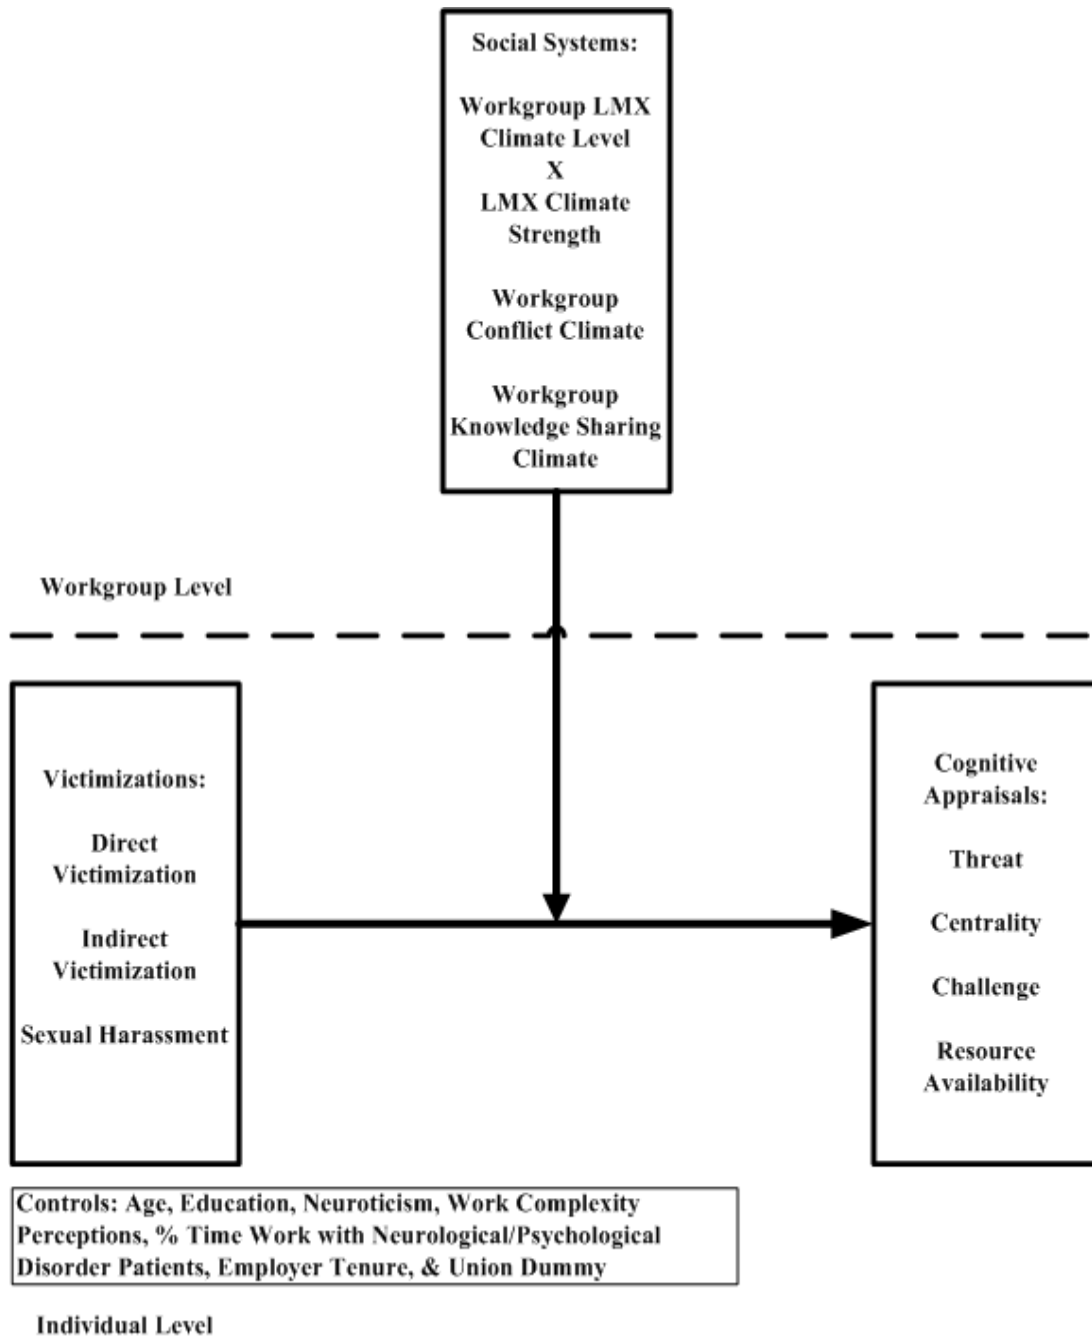 Social Systems:
Workgroup LMX
Climate Level
X
LMX Climate
Strength
Workgroup
Conflict Climate
Workgroup
Knowledge Sharing
Climate
Workgroup Level
Victimizations:
Direct
Victimization
Indirect
Victimization
Sexual Harassment
Cognitive
Appraisals:
Threat
Centrality
Challenge
Resource
Availability
Controls: Age, Education, Neuroticism, Work Complexity
Perceptions, % Time Work with Neurological/Psychological
Disorder Patients, Employer Tenure, & Union Dummy
Individual Level